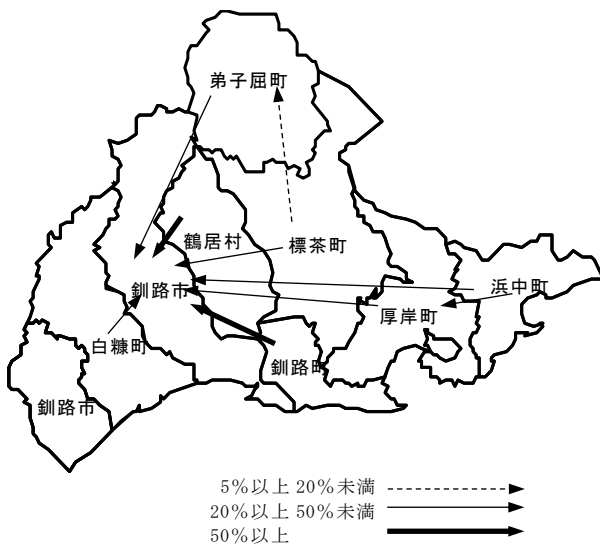 弟子屈町
鶴居村
標茶町
釧路市
浜中町
厚岸町
白糠町
釧路町
釧路市
5%以上 20%未満
20%以上 50%未満
50%以上